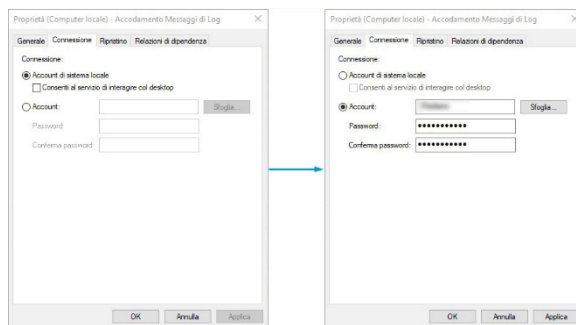 Proprietà (Computer locale) - Accodamento Messaggi di Log
Generale Connessione Ripristino Relazioni di dipendenza
Connessione:
Account di sistema locale
Consenti al servizio di interagire col desktop
Account: Sfoglia...
Password:
Conferma password:
OK Annulla Applica
Proprietà (Computer locale) - Accodamento Messaggi di Log
Generale Connessione Ripristino Relazioni di dipendenza
Connessione:
Account di sistema locale
Consenti al servizio di interagire col desktop
Account: Sfoglia...
Password: •••••••••••
Conferma password: •••••••••••
OK Annulla Applica